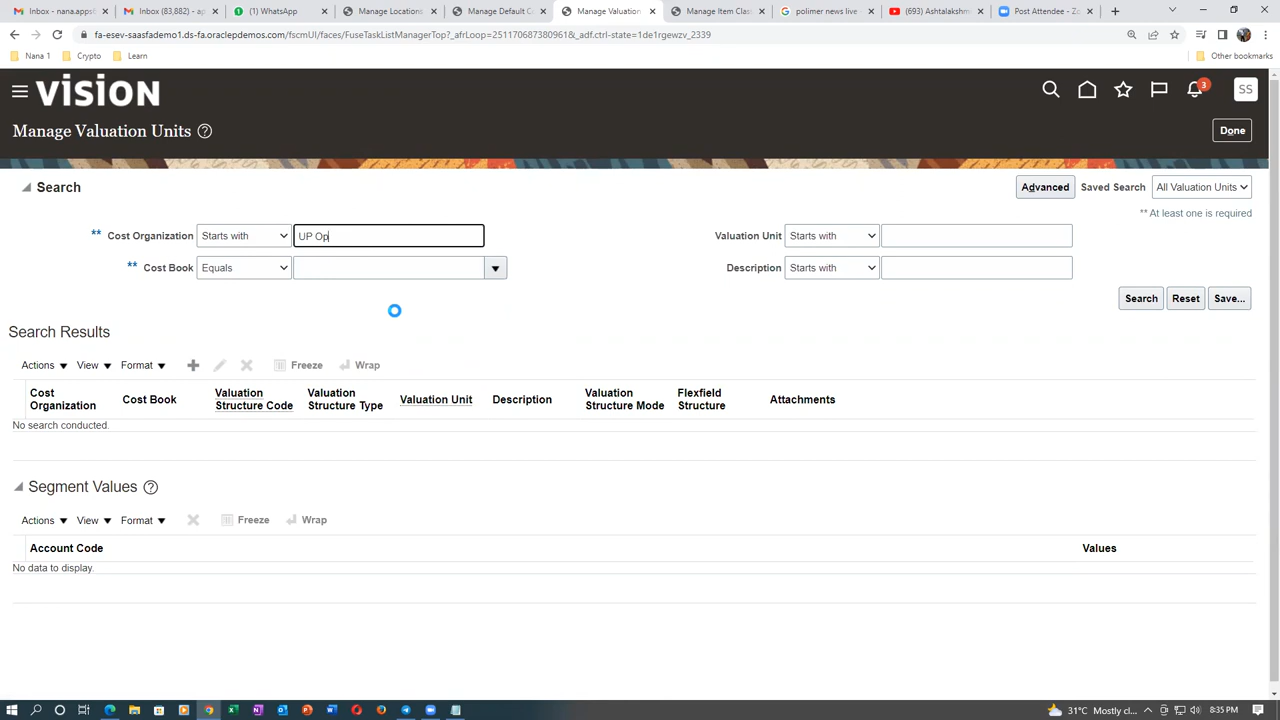 Inbox (6) - nana.apps@
Inbox (83,882) - ap
(1) WhatsApp
Manage Locations
Manage Default C
Manage Valuation
Manage Item Clas
polimer news live
(693) Ashtalakshm
Post Attendee - Zo
fa-esev-saasfademo1.ds-fa.oraclepdemos.com/fscmUI/faces/FuseTaskListManagerTop?_afrLoop=2511706873809618&_adf.ctrl-state=1de1rgewzv_2339
Nana 1
Crypto
Learn
Other bookmarks
VISION
3
SS
Manage Valuation Units
Done
Search
Advanced Saved Search All Valuation Units
** At least one is required
** Cost Organization Starts with UP Op
Valuation Unit Starts with
** Cost Book Equals
Description Starts with
Search Reset Save...
Search Results
Actions View Format Freeze Wrap
Cost Organization
Cost Book
Valuation Structure Code
Valuation Structure Type
Valuation Unit
Description
Valuation Structure Mode
Flexfield Structure
Attachments
No search conducted.
Segment Values
Actions View Format Freeze Wrap
Account Code Values
No data to display.
31°C Mostly cl... 8:35 PM